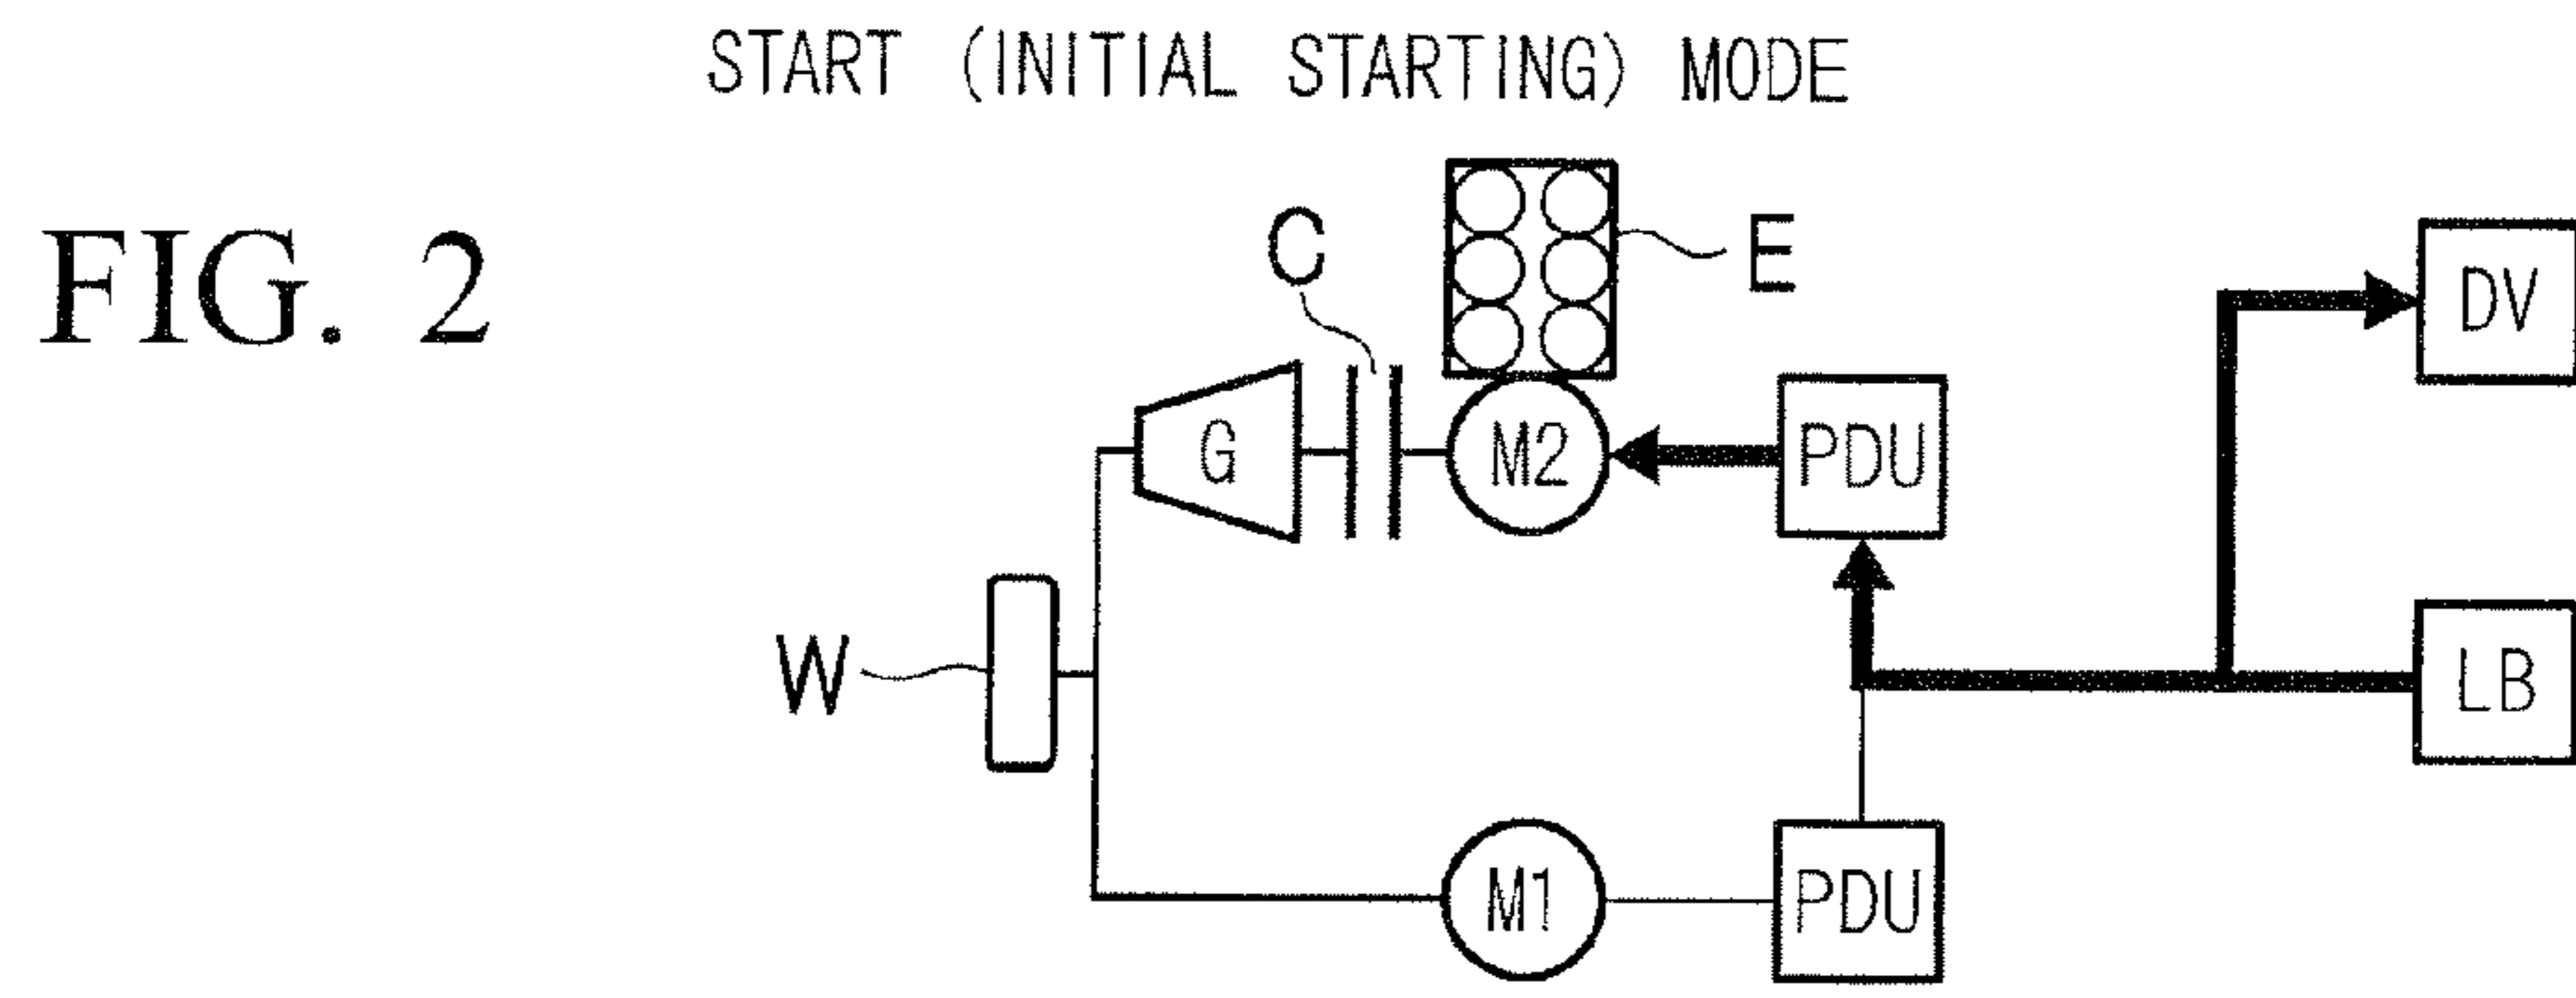 START (INITIAL STARTING) MODE
FIG. 2
C
E
DV
G
M2
PDU
W
LB
M1
PDU